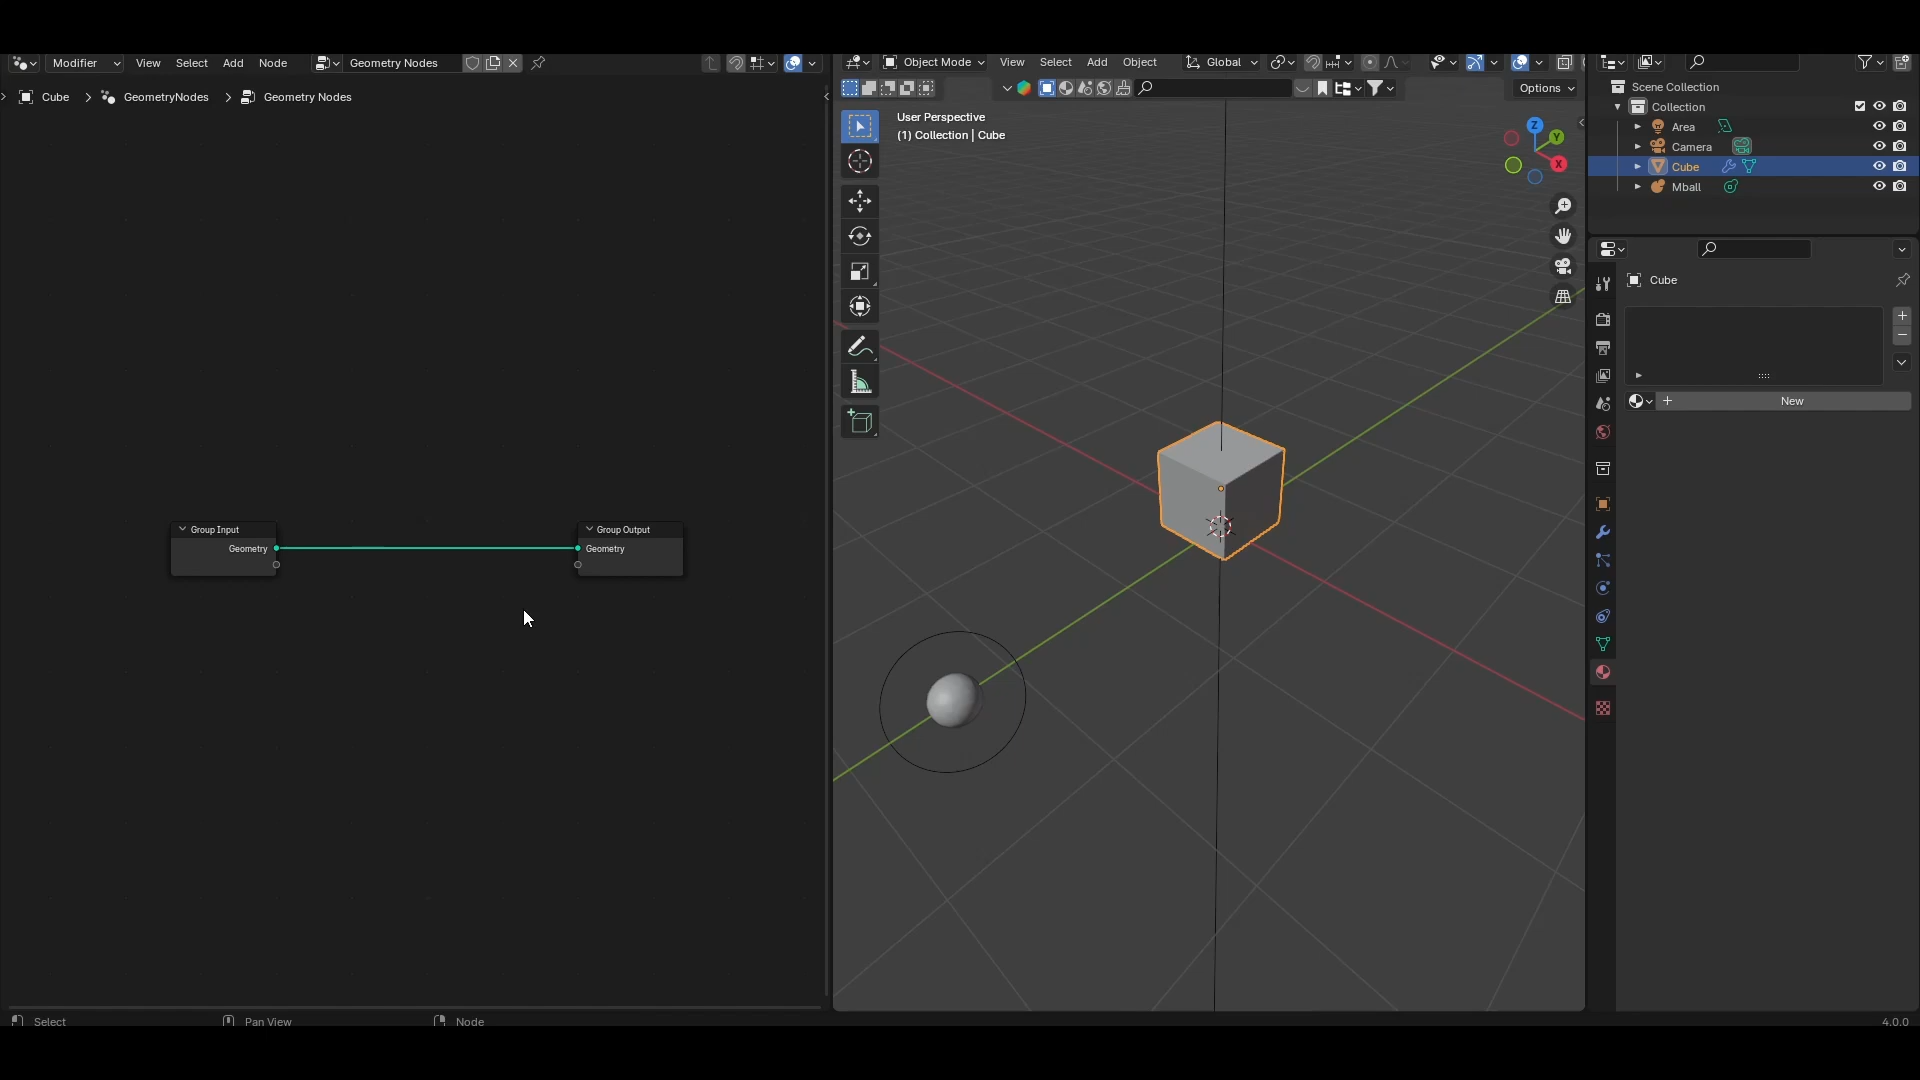 Modifier View Select Add Node Geometry Nodes
Cube GeometryNodes Geometry Nodes
Group Input
Geometry
Group Output
Geometry
Select Pan View Node
Object Mode View Select Add Object Global
Options
User Perspective
(1) Collection | Cube
Z
Y
X
Scene Collection
Collection
Area
Camera
Cube
Mball
Cube
New
4.0.0